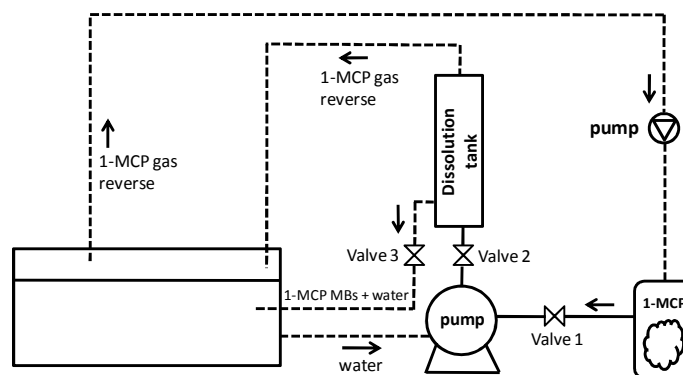 1-MCP gas
reverse
Dissolution
tank
pump
1-MCP gas
reverse
Valve 3
Valve 2
1-MCP MBs + water
1-MCP
pump
Valve 1
water